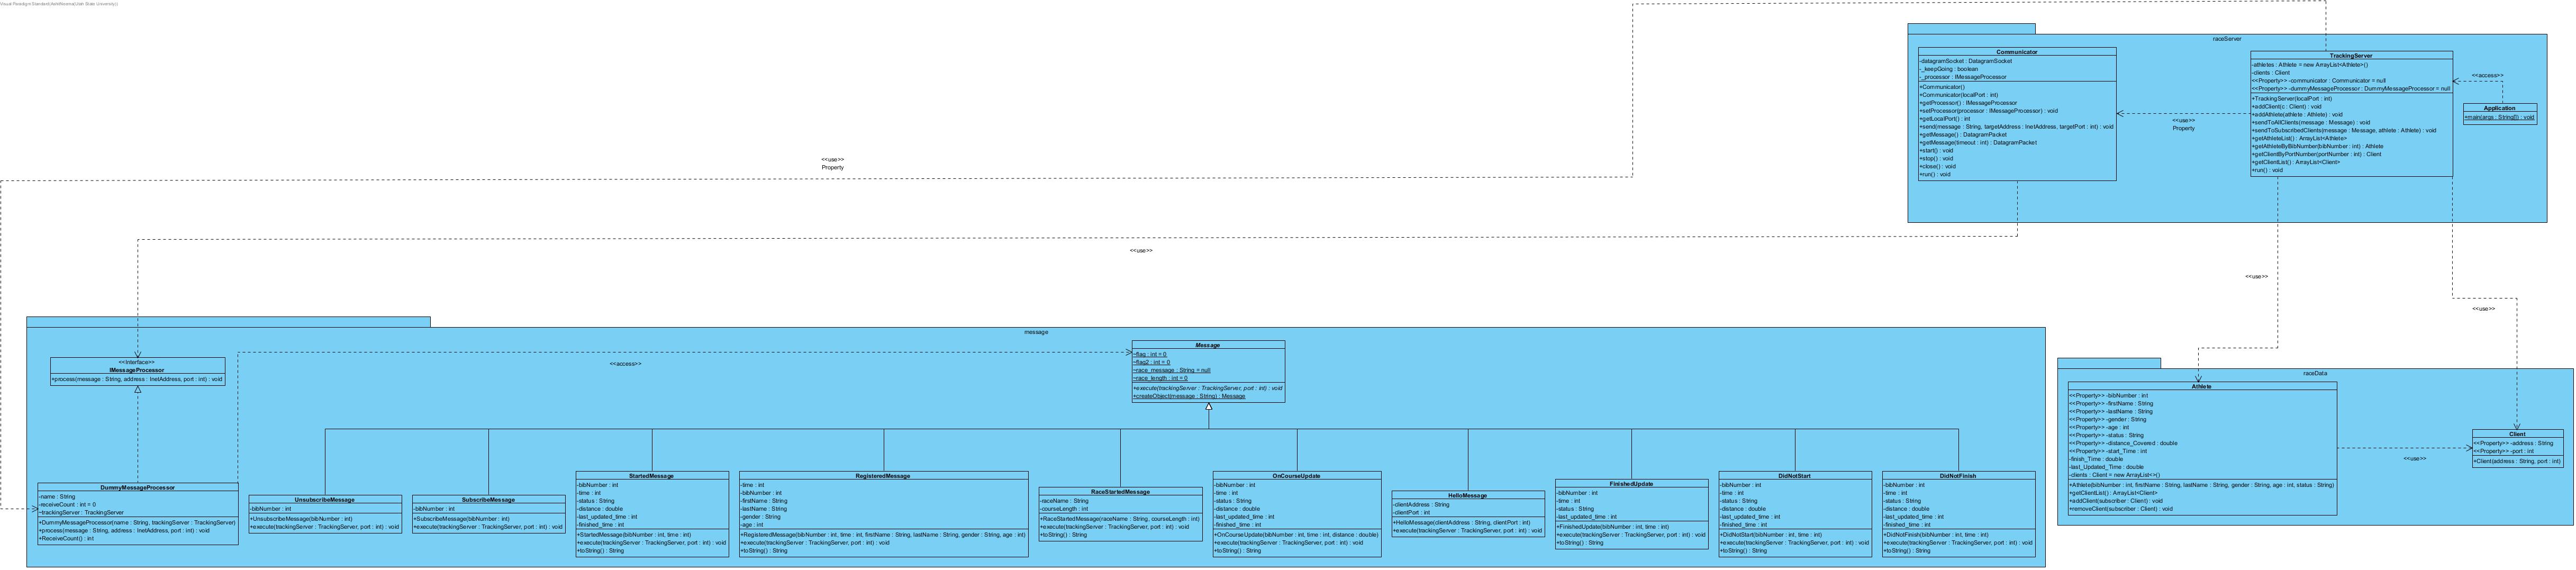 Visual Paradigm Standard(fenil(Niranmai)Utah State University))
raceServer
Communicator
-datagramSocket : DatagramSocket
-_keepGoing : boolean
-_processor : IMessageProcessor
+Communicator()
+Communicator(localPort : int)
+getProcessor() : IMessageProcessor
+setProcessor(processor : IMessageProcessor) : void
+getLocalPort() : int
+send(message : String, targetAddress : InetAddress, targetPort : int) : void
+getMessage() : DatagramPacket
+getMessage(timeout : int) : DatagramPacket
+start() : void
+stop() : void
+close() : void
+run() : void
<<use>>
Property
TrackingServer
-athletes : Athlete = new ArrayList<Athlete>()
-clients : Client
<<Property>> -communicator : Communicator = null
<<Property>> -dummyMessageProcessor : DummyMessageProcessor = null
+TrackingServer(localPort : int)
+addClient(c : Client) : void
+addAthlete(athlete : Athlete) : void
+sendToAllClients(message : Message) : void
+sendToSubscribedClients(message : Message, athlete : Athlete) : void
+getAthleteList() : ArrayList<Athlete>
+getAthleteByBibNumber(bibNumber : int) : Athlete
+getClientByPortNumber(portNumber : int) : Client
+getClientList() : ArrayList<Client>
+run() : void
<<access>>
Application
+main(args : String[]) : void
<<use>>
Property
<<use>>
<<use>>
<<use>>
message
<<Interface>>
IMessageProcessor
+process(message : String, address : InetAddress, port : int) : void
<<access>>
Message
~flag : int = 0
~flag2 : int = 0
~race_message : String = null
~race_length : int = 0
+execute(trackingServer : TrackingServer, port : int) : void
+createObject(message : String) : Message
DummyMessageProcessor
-name : String
-receiveCount : int = 0
~trackingServer : TrackingServer
+DummyMessageProcessor(name : String, trackingServer : TrackingServer)
+process(message : String, address : InetAddress, port : int) : void
+ReceiveCount() : int
UnsubscribeMessage
-bibNumber : int
+UnsubscribeMessage(bibNumber : int)
+execute(trackingServer : TrackingServer, port : int) : void
SubscribeMessage
-bibNumber : int
+SubscribeMessage(bibNumber : int)
+execute(trackingServer : TrackingServer, port : int) : void
StartedMessage
-bibNumber : int
-time : int
-status : String
-distance : double
-last_updated_time : int
-finished_time : int
+StartedMessage(bibNumber : int, time : int)
+execute(trackingServer : TrackingServer, port : int) : void
+toString() : String
RegisteredMessage
-time : int
-bibNumber : int
-firstName : String
-lastName : String
-gender : String
-age : int
+RegisteredMessage(bibNumber : int, time : int, firstName : String, lastName : String, gender : String, age : int)
+execute(trackingServer : TrackingServer, port : int) : void
+toString() : String
RaceStartedMessage
-raceName : String
-courseLength : int
+RaceStartedMessage(raceName : String, courseLength : int)
+execute(trackingServer : TrackingServer, port : int) : void
+toString() : String
OnCourseUpdate
-bibNumber : int
-time : int
-status : String
-distance : double
-last_updated_time : int
-finished_time : int
+OnCourseUpdate(bibNumber : int, time : int, distance : double)
+execute(trackingServer : TrackingServer, port : int) : void
+toString() : String
HelloMessage
-clientAddress : String
-clientPort : int
+HelloMessage(clientAddress : String, clientPort : int)
+execute(trackingServer : TrackingServer, port : int) : void
FinishedUpdate
-bibNumber : int
-time : int
-status : String
-last_updated_time : int
+FinishedUpdate(bibNumber : int, time : int)
+execute(trackingServer : TrackingServer, port : int) : void
+toString() : String
DidNotStart
-bibNumber : int
-time : int
-status : String
-distance : double
-last_updated_time : int
-finished_time : int
+DidNotStart(bibNumber : int, time : int)
+execute(trackingServer : TrackingServer, port : int) : void
+toString() : String
DidNotFinish
-bibNumber : int
-time : int
-status : String
-distance : double
-last_updated_time : int
-finished_time : int
+DidNotFinish(bibNumber : int, time : int)
+execute(trackingServer : TrackingServer, port : int) : void
+toString() : String
raceData
Athlete
<<Property>> -bibNumber : int
<<Property>> -firstName : String
<<Property>> -lastName : String
<<Property>> -gender : String
<<Property>> -age : int
<<Property>> -status : String
<<Property>> -distance_Covered : double
<<Property>> -start_Time : int
-finish_Time : double
-last_Updated_Time : double
-clients : Client = new ArrayList<>()
+Athlete(bibNumber : int, firstName : String, lastName : String, gender : String, age : int, status : String)
+getClientList() : ArrayList<Client>
+addClient(subscriber : Client) : void
+removeClient(subscriber : Client) : void
<<use>>
Client
<<Property>> -address : String
<<Property>> -port : int
+Client(address : String, port : int)